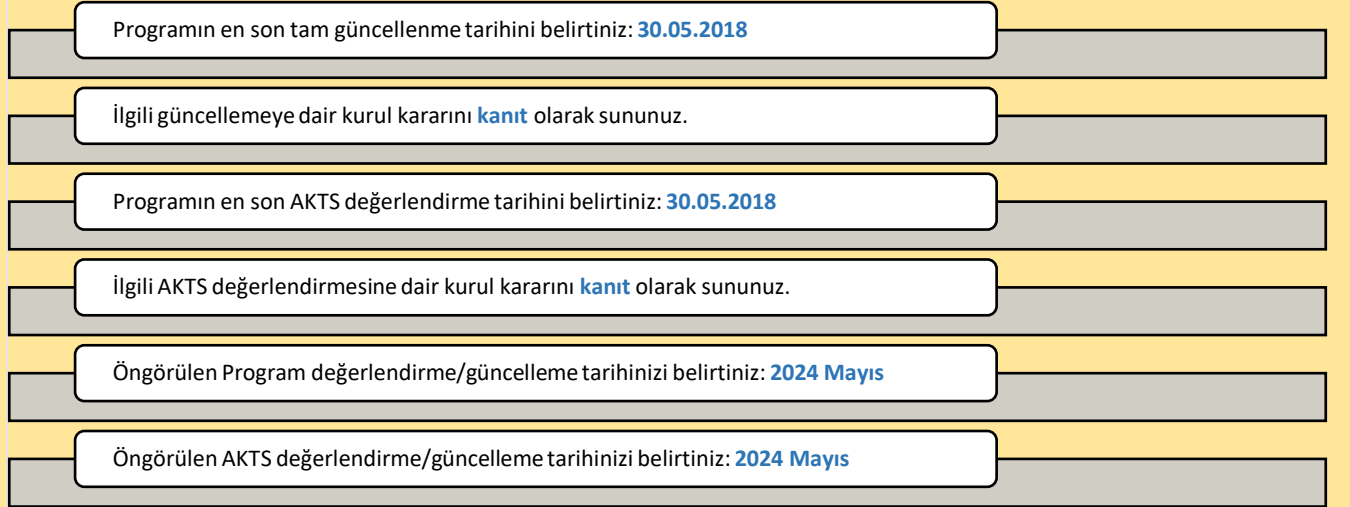 Programın en son tam güncellenme tarihini belirtiniz: 30.05.2018
İlgili güncellemeye dair kurul kararını kanıt olarak sununuz.
Programın en son AKTS değerlendirme tarihini belirtiniz: 30.05.2018
İlgili AKTS değerlendirmesine dair kurul kararını kanıt olarak sununuz.
Öngörülen Program değerlendirme/güncelleme tarihinizi belirtiniz: 2024 Mayıs
Öngörülen AKTS değerlendirme/güncelleme tarihinizi belirtiniz: 2024 Mayıs